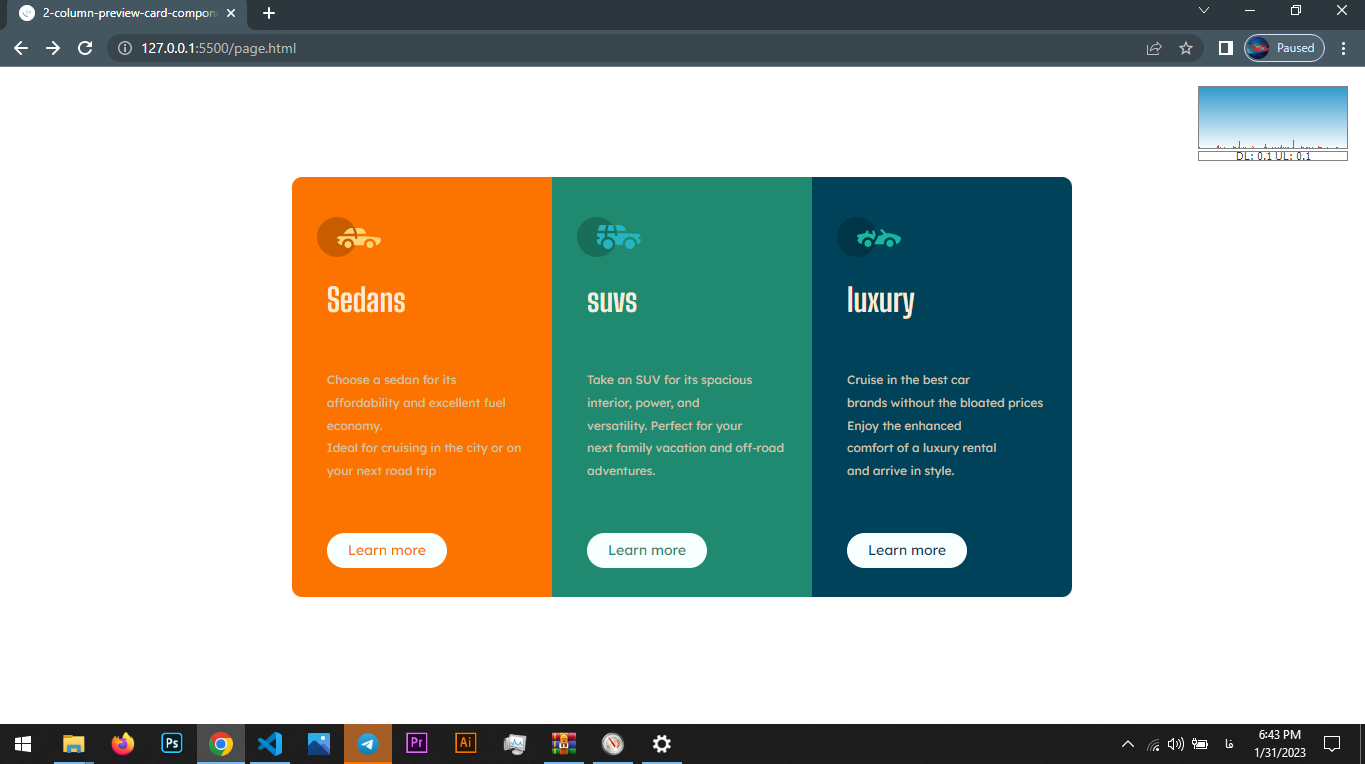 2-column-preview-card-compon
127.0.0.1:5500/page.html
Paused
DL: 0.1 UL: 0.1
Sedans
Choose a sedan for its
affordability and excellent fuel
economy.
Ideal for cruising in the city or on
your next road trip
Learn more
suvs
Take an SUV for its spacious
interior, power, and
versatility. Perfect for your
next family vacation and off-road
adventures.
Learn more
luxury
Cruise in the best car
brands without the bloated prices
Enjoy the enhanced
comfort of a luxury rental
and arrive in style.
Learn more
Ps
Pr
Ai
فا
6:43 PM
1/31/2023